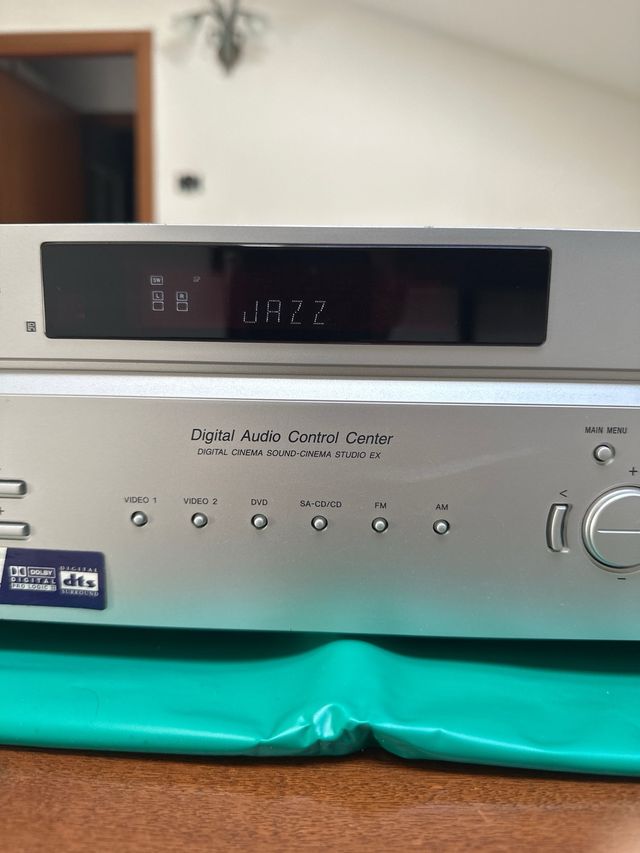 SW SP
L R
JAZZ
Digital Audio Control Center
DIGITAL CINEMA SOUND-CINEMA STUDIO EX
MAIN MENU
VIDEO 1 VIDEO 2 DVD SA-CD/CD FM AM
< +
+
–
DOLBY
DIGITAL
PRO LOGIC II
DIGITAL
dts
SURROUND